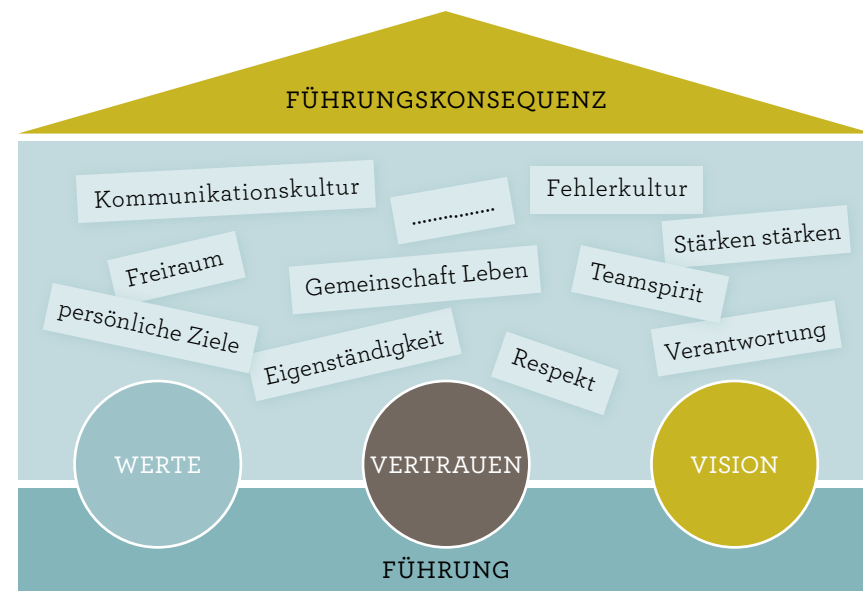 FÜHRUNGSKONSEQUENZ
Kommunikationskultur
...............
Fehlerkultur
Stärken stärken
Freiraum
Gemeinschaft Leben
Teamspirit
persönliche Ziele
Eigenständigkeit
Respekt
Verantwortung
WERTE
VERTRAUEN
VISION
FÜHRUNG